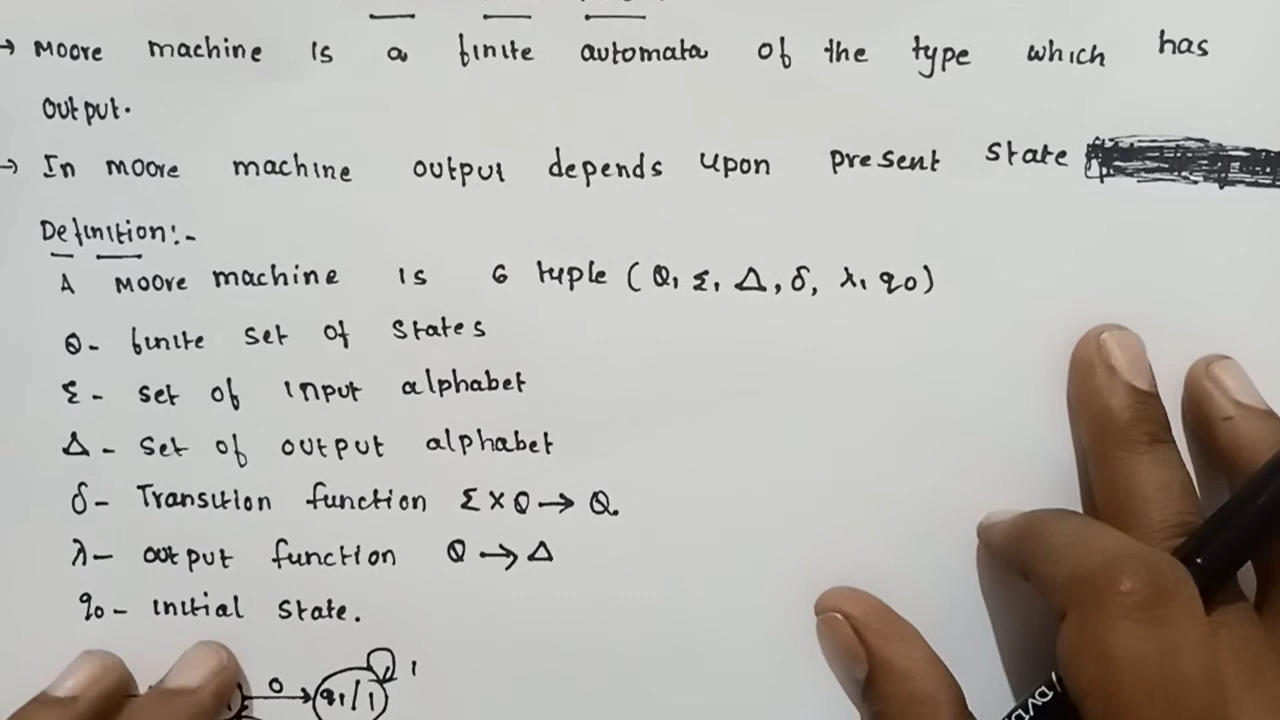 → Moore machine is a finite automata of the type which has
output.
→ In moore machine output depends upon present state
Definition:-
A Moore machine is 6 tuple (Q, Σ, Δ, δ, λ, q0)
Q- finite set of states
Σ- set of input alphabet
Δ- set of output alphabet
δ- Transition function Σ×Q→Q
λ- output function Q→Δ
q0- initial state.
0 q1/1 1